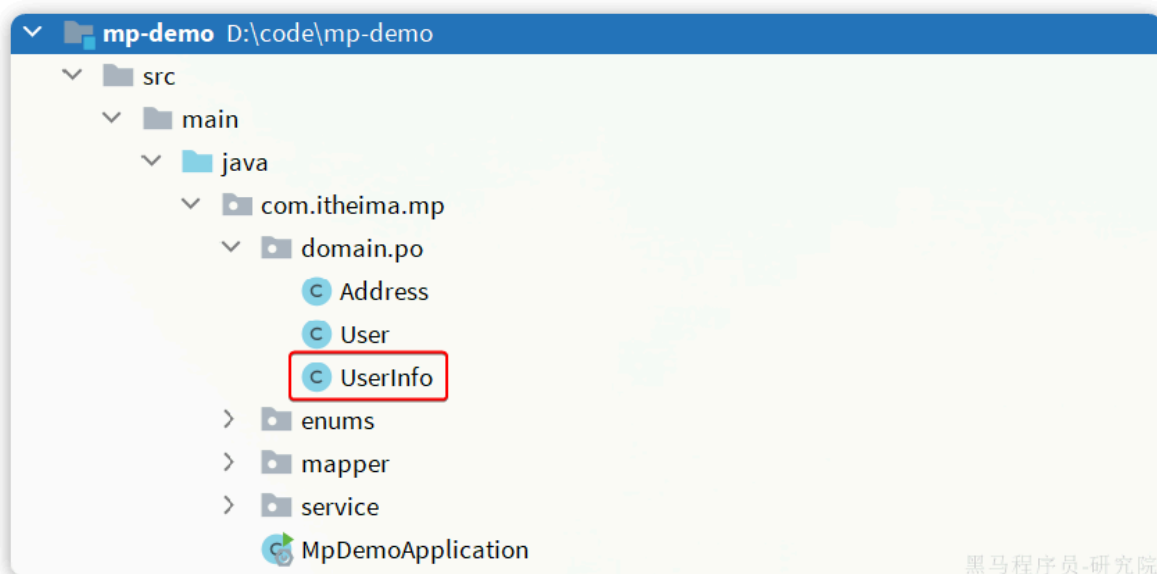 mp-demo D:\code\mp-demo
src
main
java
com.itheima.mp
domain.po
C Address
C User
C UserInfo
enums
mapper
service
MpDemoApplication
黑马程序员-研究院